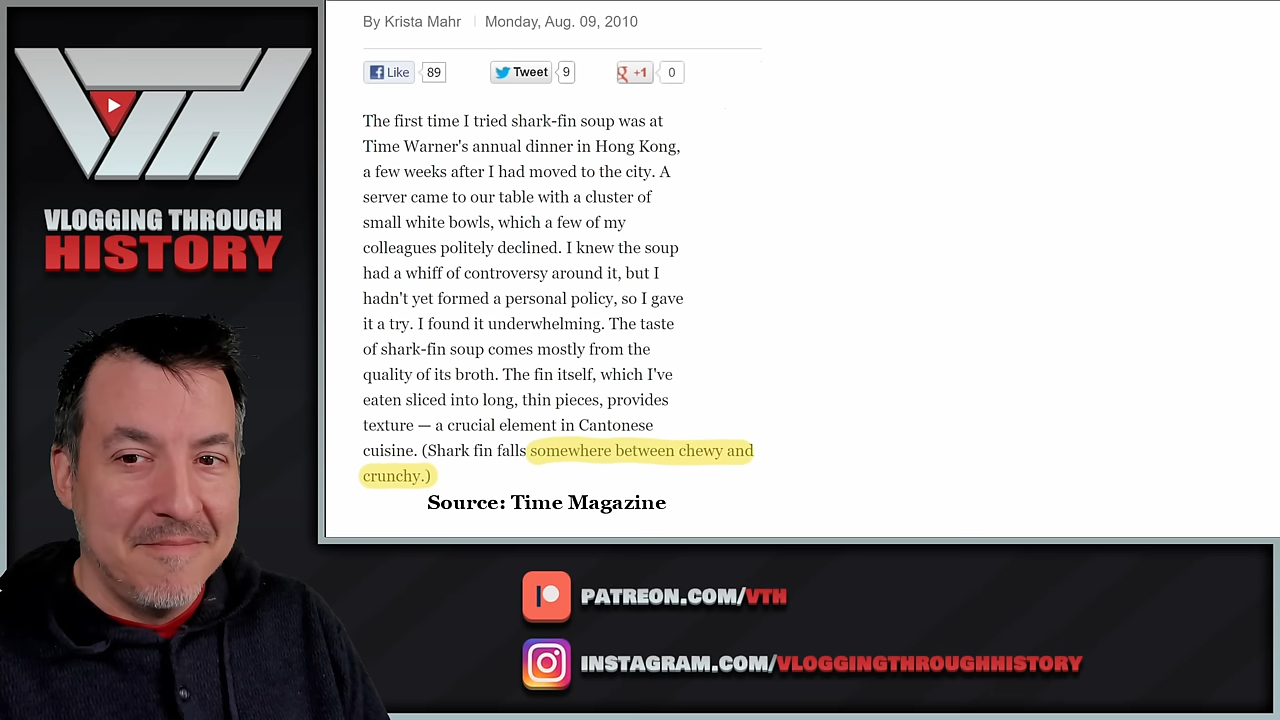 VTH
VLOGGING THROUGH
HISTORY
By Krista Mahr | Monday, Aug. 09, 2010
Like 89 Tweet 9 +1 0
The first time I tried shark-fin soup was at
Time Warner's annual dinner in Hong Kong,
a few weeks after I had moved to the city. A
server came to our table with a cluster of
small white bowls, which a few of my
colleagues politely declined. I knew the soup
had a whiff of controversy around it, but I
hadn't yet formed a personal policy, so I gave
it a try. I found it underwhelming. The taste
of shark-fin soup comes mostly from the
quality of its broth. The fin itself, which I've
eaten sliced into long, thin pieces, provides
texture — a crucial element in Cantonese
cuisine. (Shark fin falls somewhere between chewy and
crunchy.)
Source: Time Magazine
PATREON.COM/VTH
INSTAGRAM.COM/VLOGGINGTHROUGHHISTORY